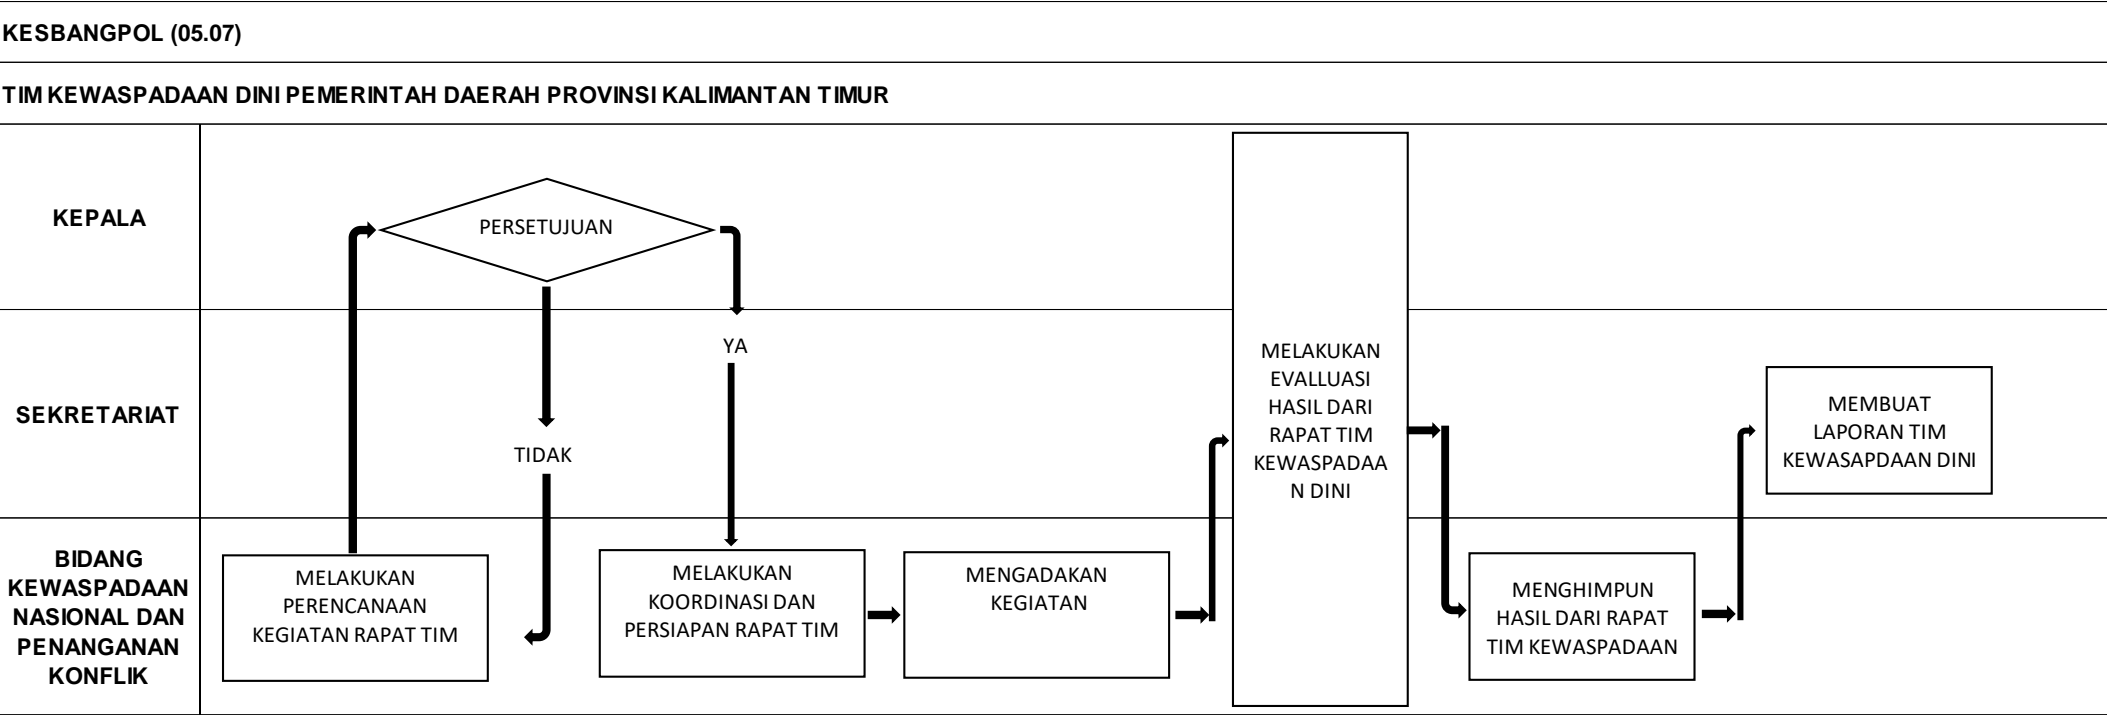 KESBANGPOL (05.07)
TIM KEWASPADAAN DINI PEMERINTAH DAERAH PROVINSI KALIMANTAN TIMUR
KEPALA
PERSETUJUAN
SEKRETARIAT
YA
TIDAK
MELAKUKAN
EVALLUASI
HASIL DARI
RAPAT TIM
KEWASPADAA
N DINI
MEMBUAT
LAPORAN TIM
KEWASAPDAAN DINI
BIDANG
KEWASPADAAN
NASIONAL DAN
PENANGANAN
KONFLIK
MELAKUKAN
PERENCANAAN
KEGIATAN RAPAT TIM
MELAKUKAN
KOORDINASI DAN
PERSIAPAN RAPAT TIM
MENGADAKAN
KEGIATAN
MENGHIMPUN
HASIL DARI RAPAT
TIM KEWASPADAAN